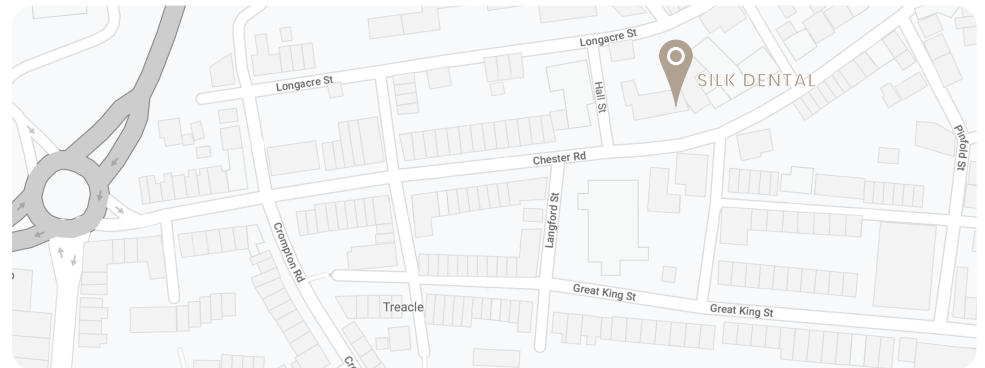 Longacre St
Longacre St
SILK DENTAL
Hall St
Pinfold St
Chester Rd
Langford St
Crompton Rd
Great King St
Great King St
Treacle